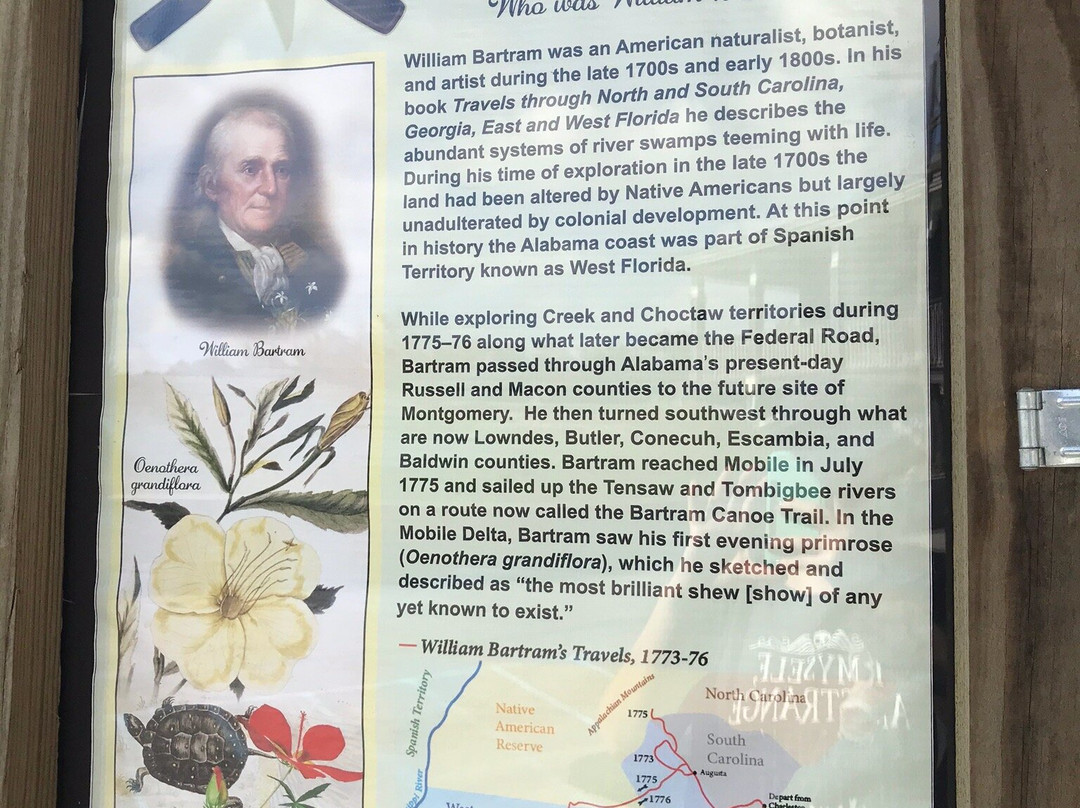 Who was William
William Bartram was an American naturalist, botanist,
and artist during the late 1700s and early 1800s. In his
book Travels through North and South Carolina,
Georgia, East and West Florida he describes the
abundant systems of river swamps teeming with life.
During his time of exploration in the late 1700s the
land had been altered by Native Americans but largely
unadulterated by colonial development. At this point
in history the Alabama coast was part of Spanish
Territory known as West Florida.
While exploring Creek and Choctaw territories during
1775–76 along what later became the Federal Road,
Bartram passed through Alabama's present-day
Russell and Macon counties to the future site of
Montgomery. He then turned southwest through what
are now Lowndes, Butler, Conecuh, Escambia, and
Baldwin counties. Bartram reached Mobile in July
1775 and sailed up the Tensaw and Tombigbee rivers
on a route now called the Bartram Canoe Trail. In the
Mobile Delta, Bartram saw his first evening primrose
(Oenothera grandiflora), which he sketched and
described as “the most brilliant shew [show] of any
yet known to exist.”
William Bartram
Oenothera
grandiflora
William Bartram's Travels, 1773-76
Spanish Territory
Native
American
Reserve
Appalachian Mountains
North Carolina
1775
South
Carolina
1773
Augusta
1775
1776
Depart from
Charleston
River
MYSELF
STRANGE